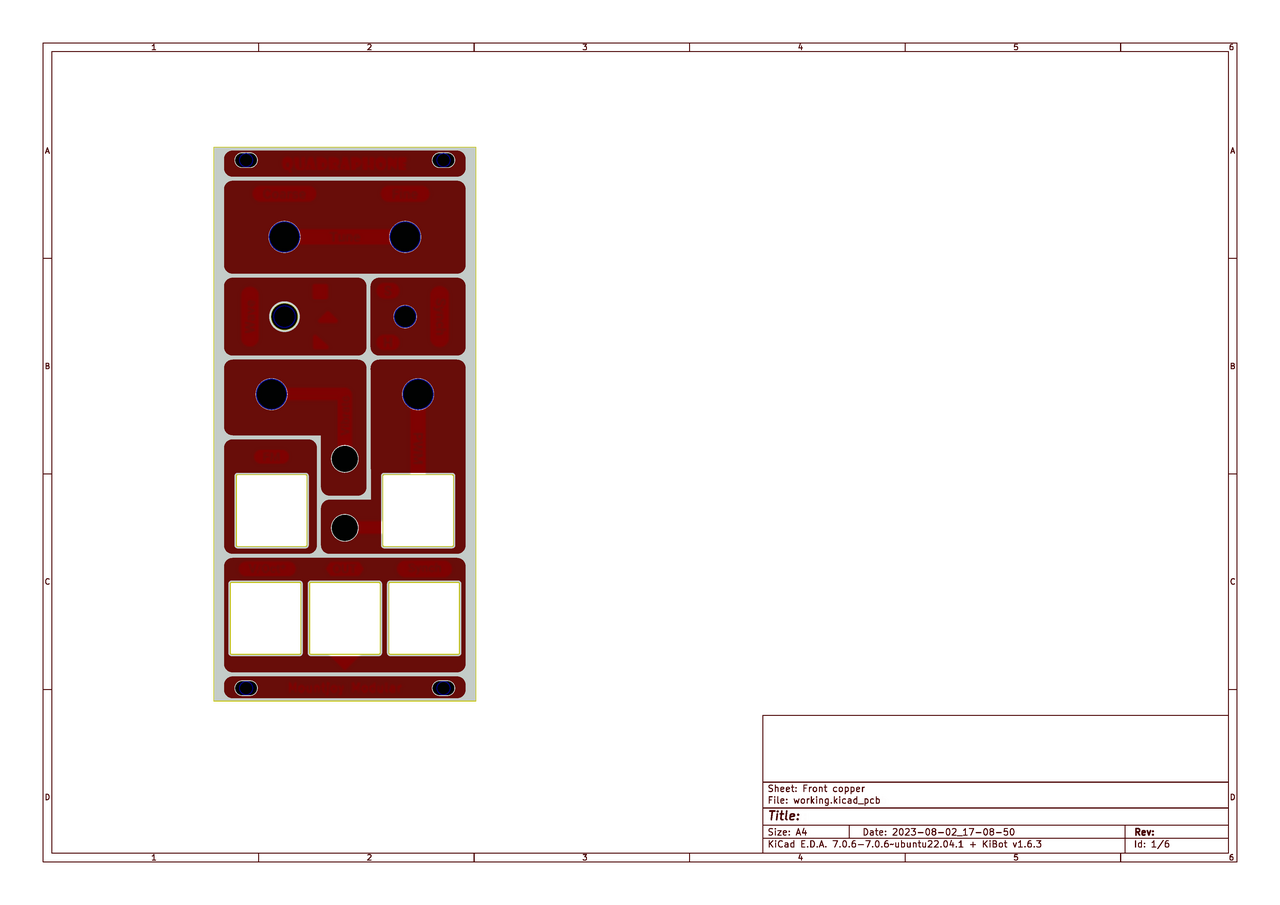 1 2 3 4 5 6
A A
B B
C C
D D
Sheet: Front copper
File: working.kicad_pcb
Title:
Size: A4 Date: 2023-08-02_17-08-50 Rev:
KiCad E.D.A. 7.0.6-7.0.6~ubuntu22.04.1 + KiBot v1.6.3 Id: 1/6
1 2 3 4 5 6